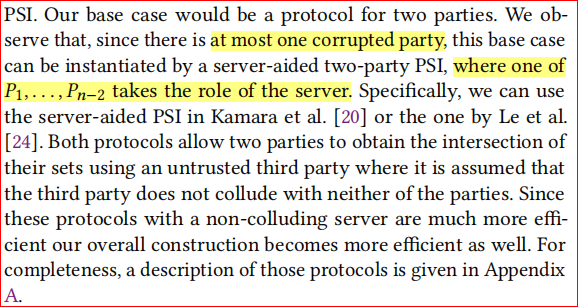 PSI. Our base case would be a protocol for two parties. We ob-
serve that, since there is at most one corrupted party, this base case
can be instantiated by a server-aided two-party PSI, where one of
P1, . . . , Pn−2 takes the role of the server. Specifically, we can use
the server-aided PSI in Kamara et al. [20] or the one by Le et al.
[24]. Both protocols allow two parties to obtain the intersection of
their sets using an untrusted third party where it is assumed that
the third party does not collude with neither of the parties. Since
these protocols with a non-colluding server are much more effi-
cient our overall construction becomes more efficient as well. For
completeness, a description of those protocols is given in Appendix
A.